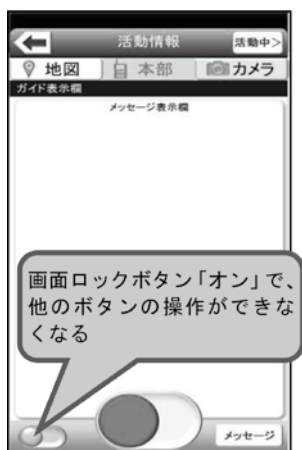 活動情報
活動中>
地図
本部
カメラ
ガイド表示欄
メッセージ表示欄
画面ロックボタン「オン」で、
他のボタンの操作ができな
くなる
メッセージ